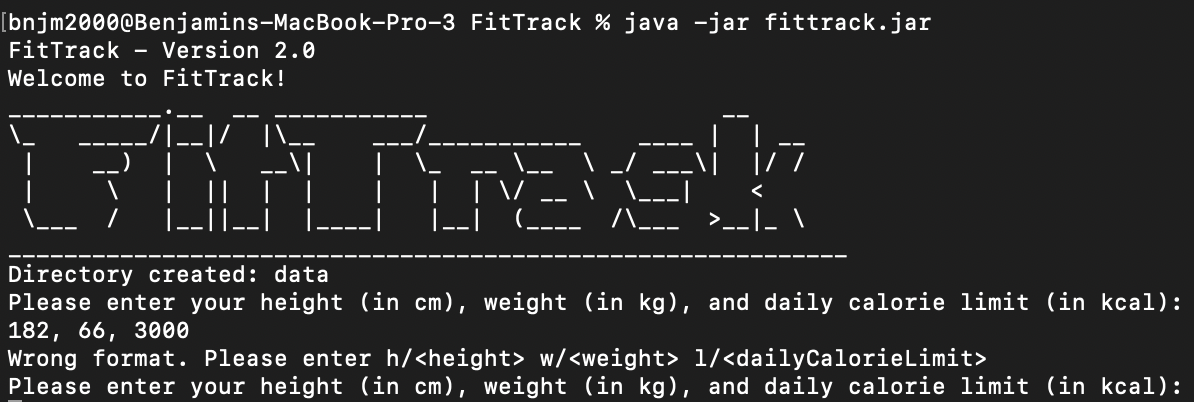 [bnjm2000@Benjamins-MacBook-Pro-3 FitTrack % java -jar fittrack.jar
FitTrack - Version 2.0
Welcome to FitTrack!
___________.__  __ ___________                   __
\_   _____/|__|/  |\__    ___/__________    ____ |  | __
 |    __)  |  \   __\|    |  \_  __ \__  \ _/ ___\|  |/ /
 |     \   |  ||  |  |    |   |  | \/ __ \  \___|    <
 \___  /   |__||__|  |____|   |__|  (____  /\___  >__|_ \
____________________________________________________________
Directory created: data
Please enter your height (in cm), weight (in kg), and daily calorie limit (in kcal):
182, 66, 3000
Wrong format. Please enter h/<height> w/<weight> l/<dailyCalorieLimit>
Please enter your height (in cm), weight (in kg), and daily calorie limit (in kcal):